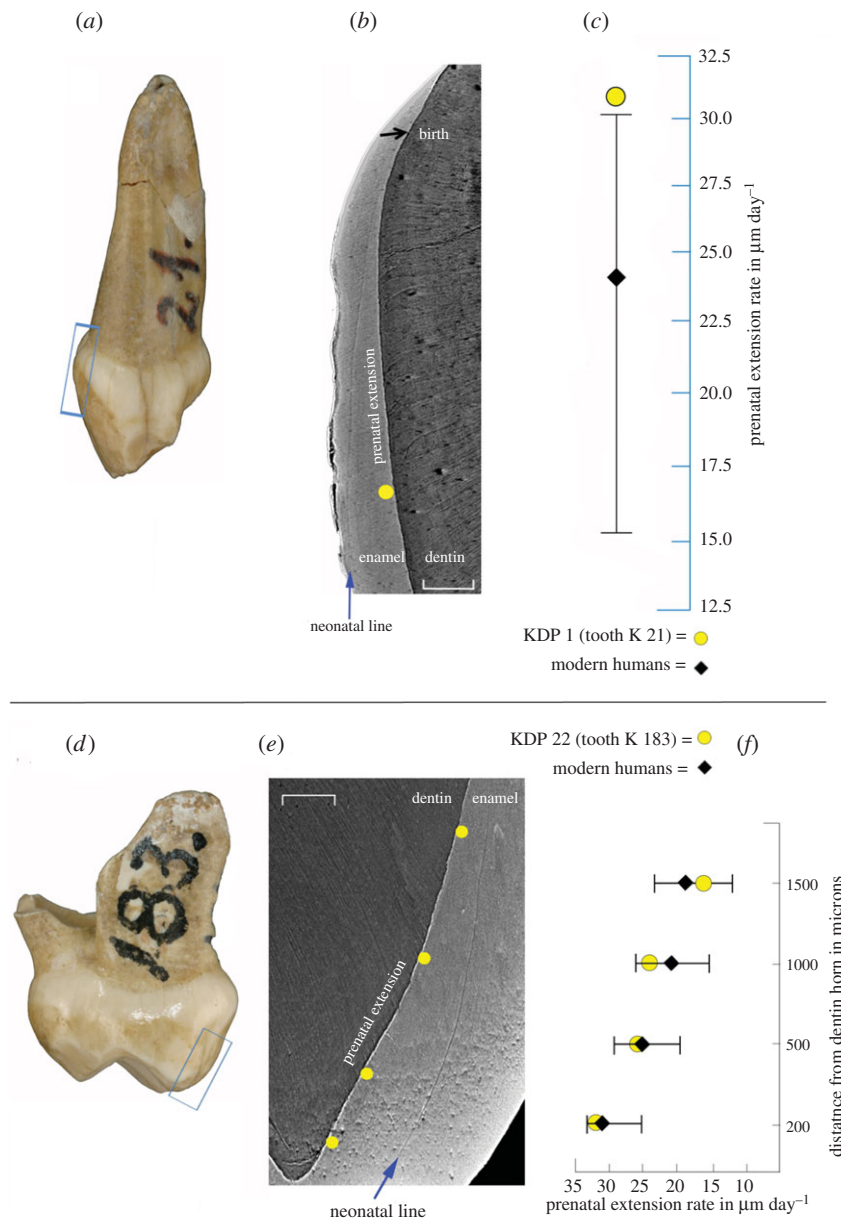 (a)
(b)
(c)
21.
birth
prenatal extension
enamel
dentin
neonatal line
32.5
30.0
27.5
25.0
22.5
20.0
17.5
15.0
12.5
prenatal extension rate in µm day⁻¹
KDP 1 (tooth K 21) =
modern humans =
(d)
(e)
KDP 22 (tooth K 183) =
(f)
modern humans =
183.
dentin
enamel
prenatal extension
neonatal line
1500
1000
500
200
distatnce from dentin horn in microns
35
30
25
20
15
10
5
prenatal extension rate in µm day⁻¹